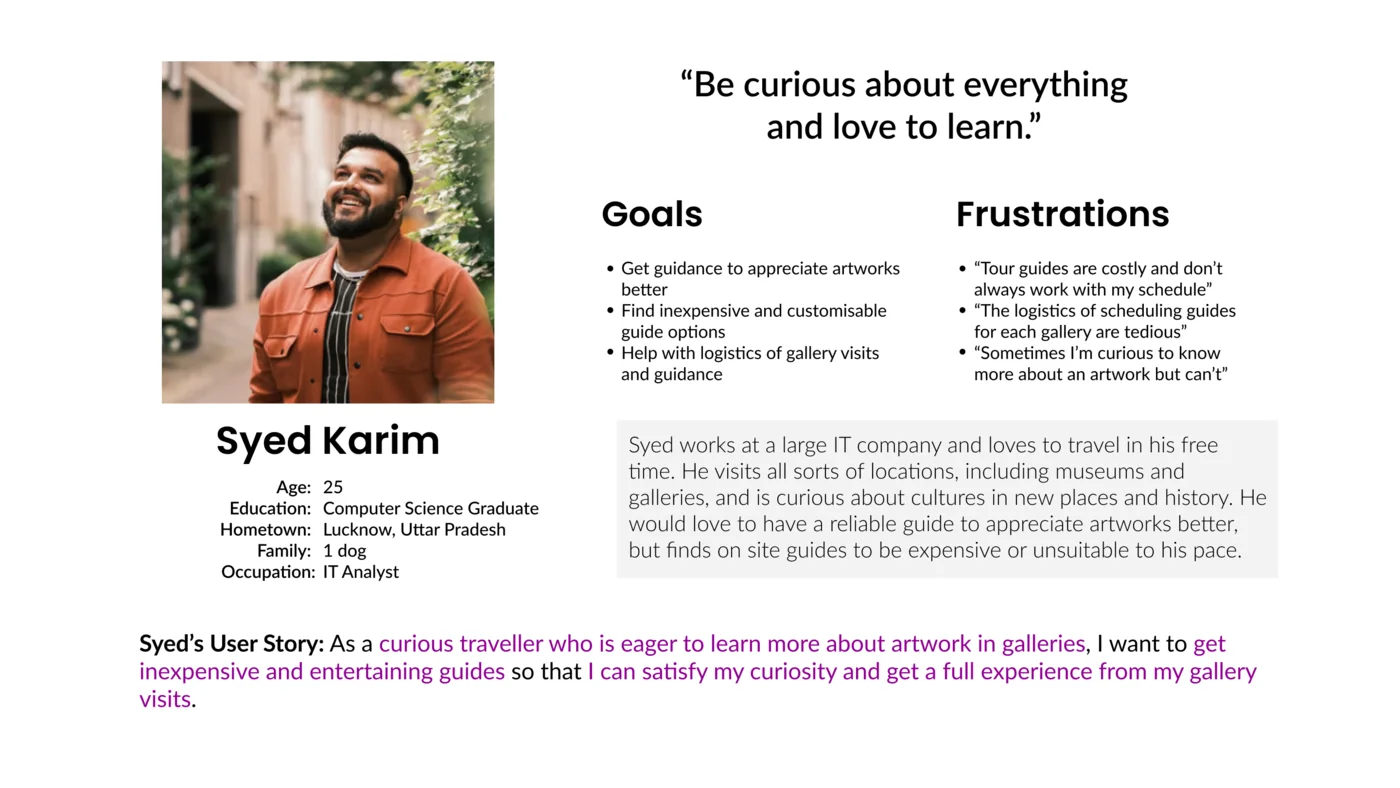 “Be curious about everything
and love to learn.”
Goals
• Get guidance to appreciate artworks
better
• Find inexpensive and customisable
guide options
• Help with logistics of gallery visits
and guidance
Frustrations
• “Tour guides are costly and don’t
always work with my schedule”
• “The logistics of scheduling guides
for each gallery are tedious”
• “Sometimes I’m curious to know
more about an artwork but can’t”
Syed Karim
Age: 25
Education: Computer Science Graduate
Hometown: Lucknow, Uttar Pradesh
Family: 1 dog
Occupation: IT Analyst
Syed works at a large IT company and loves to travel in his free
time. He visits all sorts of locations, including museums and
galleries, and is curious about cultures in new places and history. He
would love to have a reliable guide to appreciate artworks better,
but finds on site guides to be expensive or unsuitable to his pace.
Syed’s User Story: As a curious traveller who is eager to learn more about artwork in galleries, I want to get
inexpensive and entertaining guides so that I can satisfy my curiosity and get a full experience from my gallery
visits.